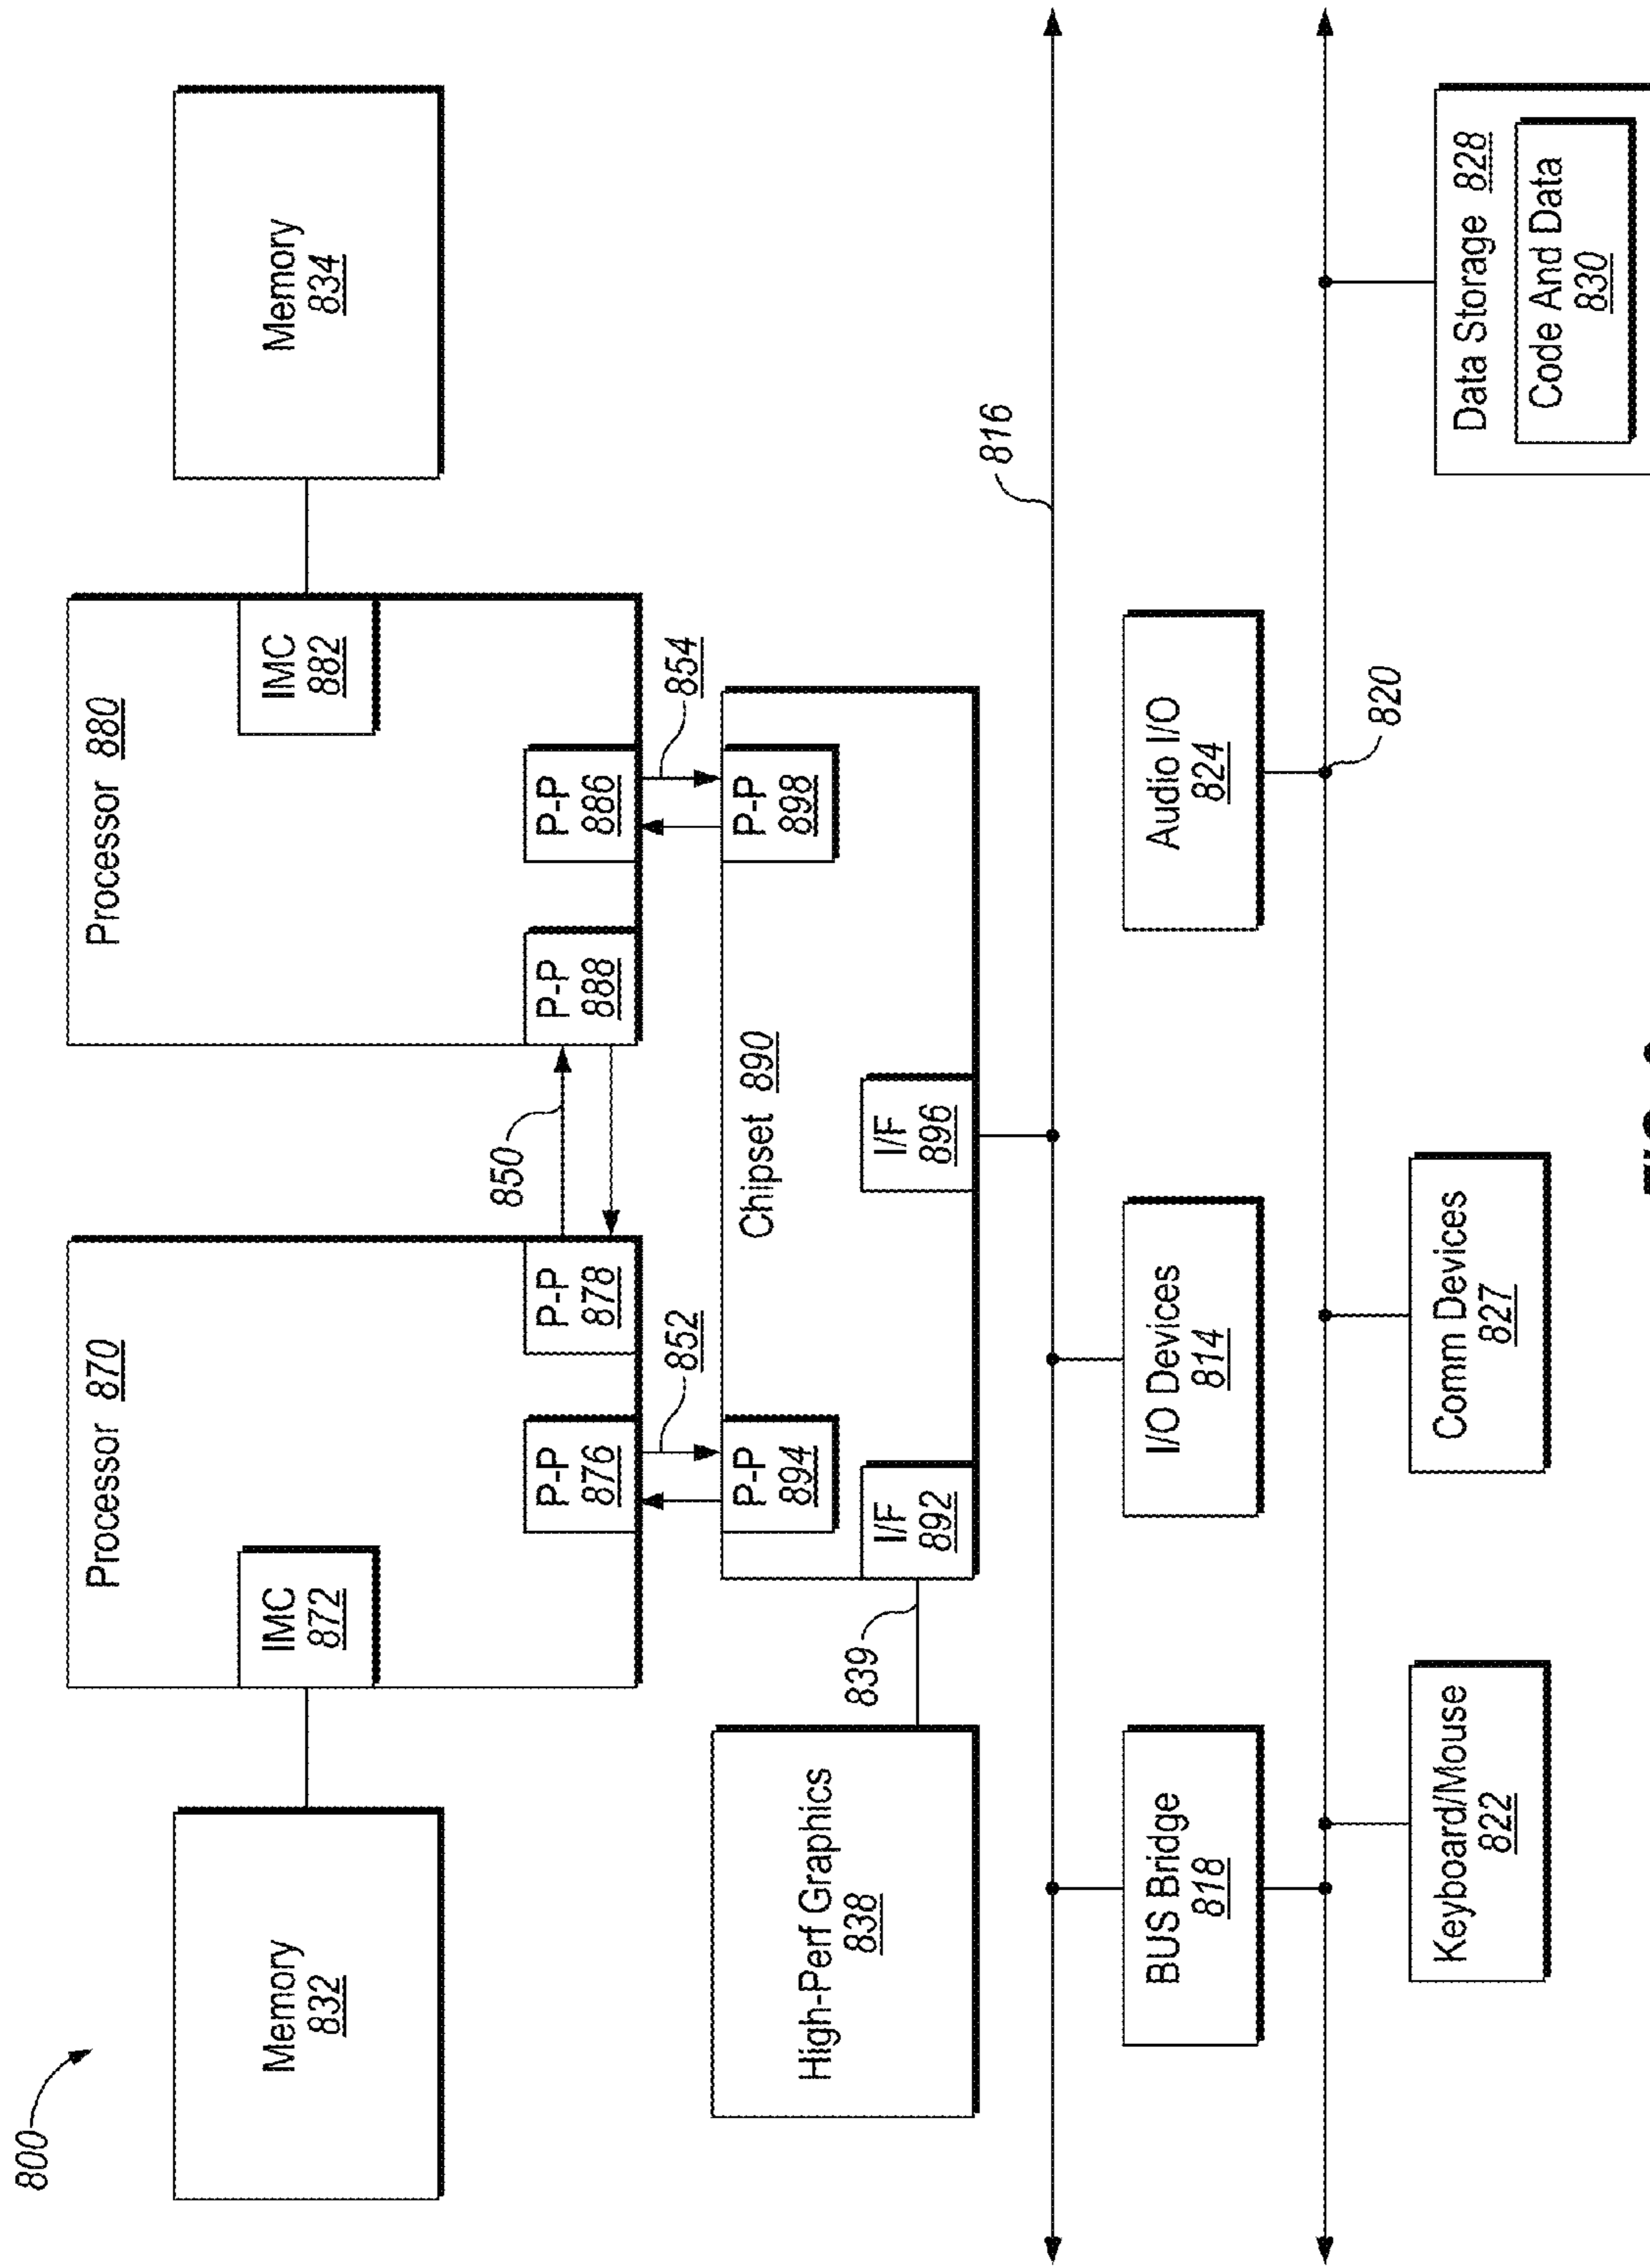 800
Processor 870
Processor 880
Memory
832
IMC
872
IMC
882
Memory
834
P-P
876
P-P
878
850
P-P
888
P-P
886
852
854
High-Perf Graphics
838
839
P-P
894
Chipset 890
P-P
898
I/F
892
I/F
896
816
BUS Bridge
818
I/O Devices
814
Audio I/O
824
820
Keyboard/Mouse
822
Comm Devices
827
Data Storage 828
Code And Data
830